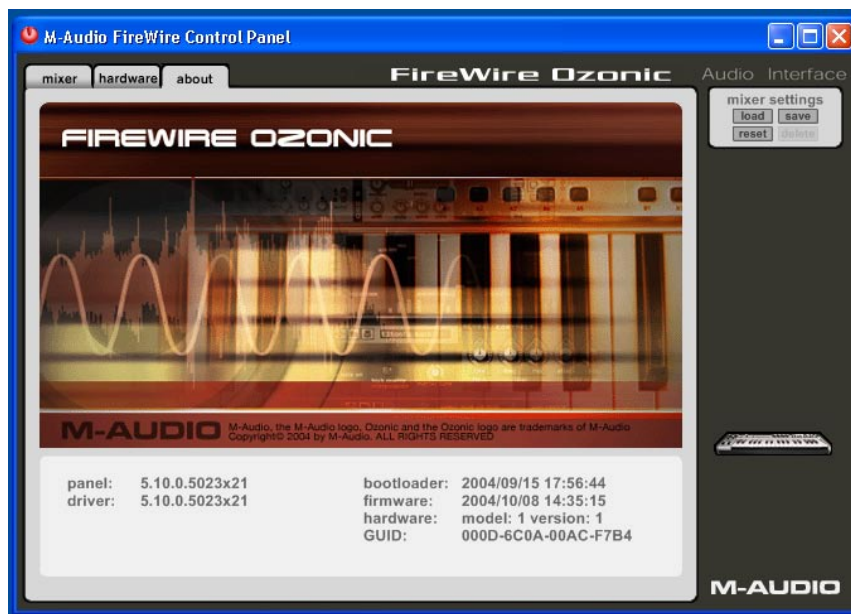 M-Audio FireWire Control Panel
mixer hardware about
FireWire Ozonic Audio Interface
mixer settings
load save
reset delete
FIREWIRE OZONIC
M-AUDIO
M-Audio, the M-Audio logo, Ozonic and the Ozonic logo are trademarks of M-Audio
Copyright© 2004 by M-Audio. ALL RIGHTS RESERVED
panel: 5.10.0.5023x21
driver: 5.10.0.5023x21
bootloader: 2004/09/15 17:56:44
firmware: 2004/10/08 14:35:15
hardware: model: 1 version: 1
GUID: 000D-6C0A-00AC-F7B4
M-AUDIO